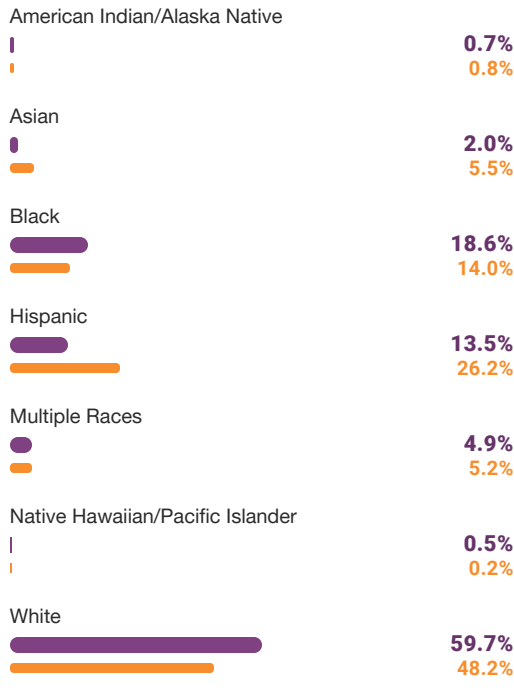 American Indian/Alaska Native
0.7%
0.8%
Asian
2.0%
5.5%
Black
18.6%
14.0%
Hispanic
13.5%
26.2%
Multiple Races
4.9%
5.2%
Native Hawaiian/Pacific Islander
0.5%
0.2%
White
59.7%
48.2%